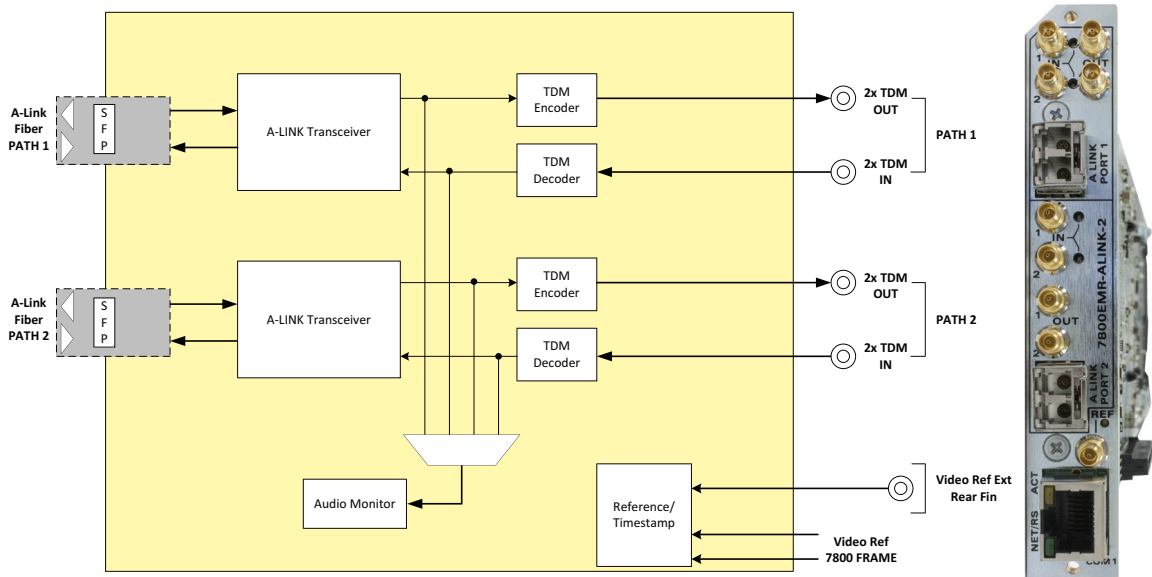 A-Link
Fiber
PATH 1
S
F
P
A-LINK Transceiver
TDM
Encoder
TDM
Decoder
2x TDM
OUT
2x TDM
IN
PATH 1
A-Link
Fiber
PATH 2
S
F
P
A-LINK Transceiver
TDM
Encoder
TDM
Decoder
2x TDM
OUT
2x TDM
IN
PATH 2
Audio Monitor
Reference/
Timestamp
Video Ref Ext
Rear Fin
Video Ref
7800 FRAME
1
IN
OUT
2
A LINK
PORT 1
1
IN
2
1
OUT
2
7800EMR-ALINK-2
A LINK
PORT 2
REF
ACT
NET/RS
COM 1